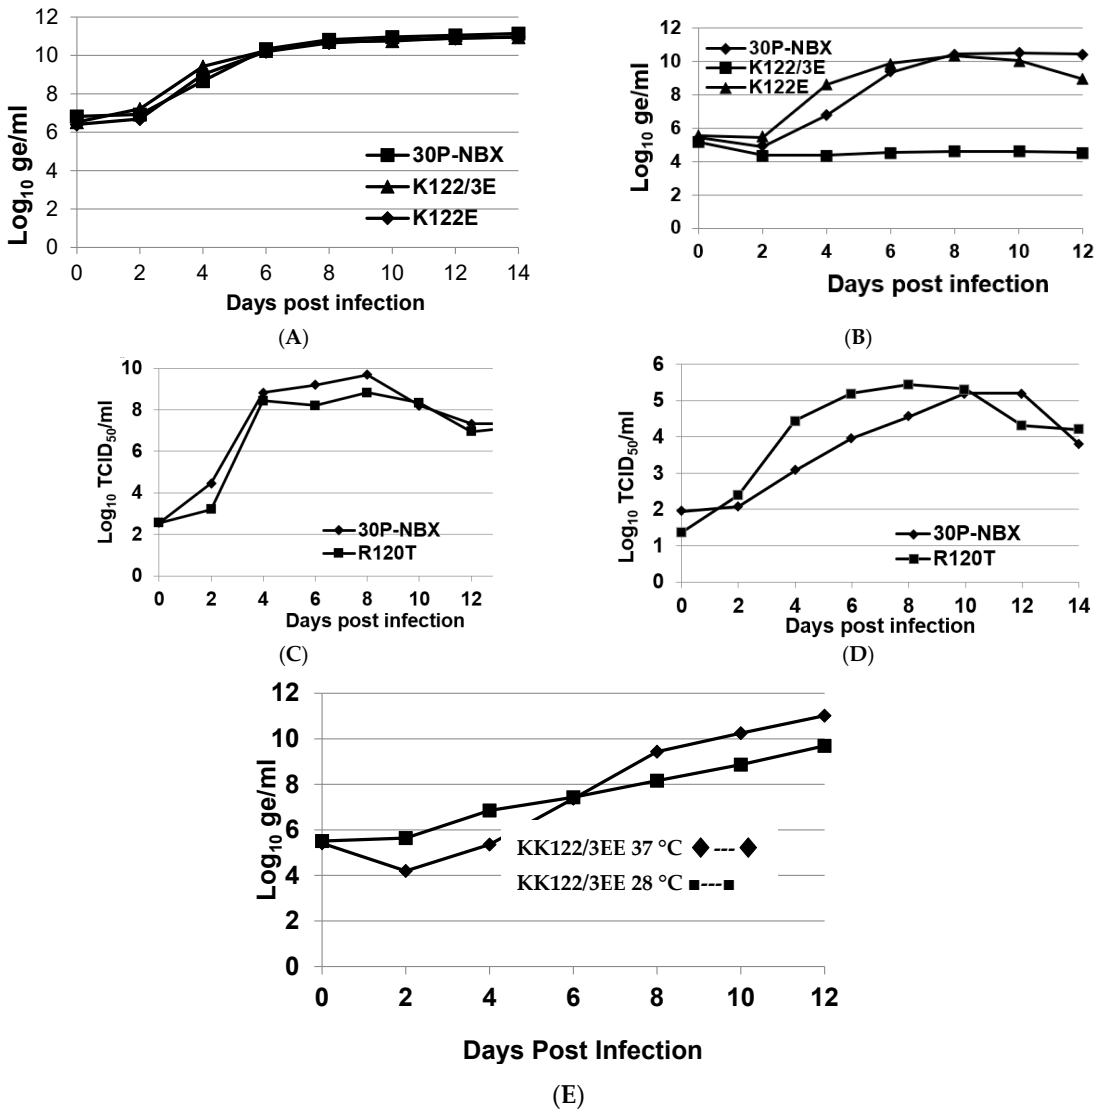 12
10
8
6
4
2
0
Log10 ge/ml
30P-NBX
K122/3E
K122E
0 2 4 6 8 10 12 14
Days post infection
(A)
12
10
8
6
4
2
0
Log10 ge/ml
30P-NBX
K122/3E
K122E
0 2 4 6 8 10 12
Days post infection
(B)
10
8
6
4
2
0
Log10 TCID50/ml
30P-NBX
R120T
0 2 4 6 8 10 12
Days post infection
(C)
6
5
4
3
2
1
0
Log10 TCID50/ml
30P-NBX
R120T
0 2 4 6 8 10 12 14
Days post infection
(D)
12
10
8
6
4
2
0
Log10 ge/ml
KK122/3EE 37 °C ◆---◆
KK122/3EE 28 °C ■---■
0 2 4 6 8 10 12
Days Post Infection
(E)